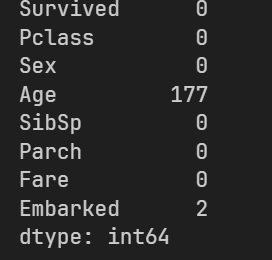 Survived 0
Pclass 0
Sex 0
Age 177
SibSp 0
Parch 0
Fare 0
Embarked 2
dtype: int64